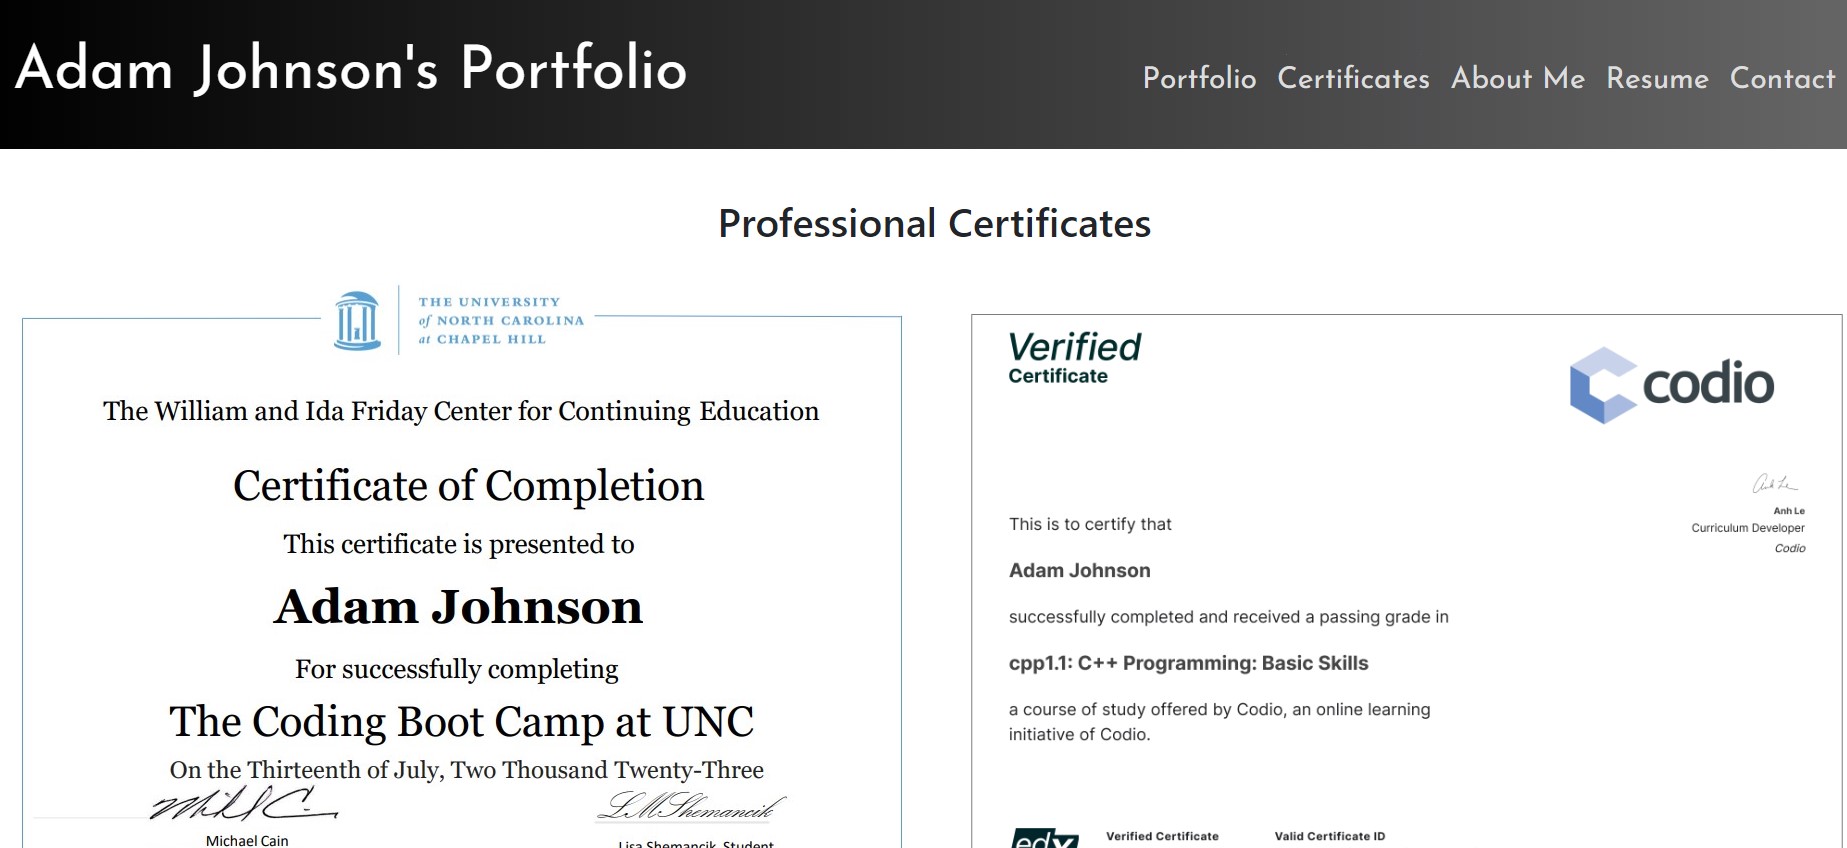 Adam Johnson's Portfolio
Portfolio Certificates About Me Resume Contact
Professional Certificates
THE UNIVERSITY
of NORTH CAROLINA
at CHAPEL HILL
The William and Ida Friday Center for Continuing Education
Certificate of Completion
This certificate is presented to
Adam Johnson
For successfully completing
The Coding Boot Camp at UNC
On the Thirteenth of July, Two Thousand Twenty-Three
L M Shemancik
Michael Cain
Lisa Shemancik, Student
Verified
Certificate
codio
Anh Le
Anh Le
Curriculum Developer
Codio
This is to certify that
Adam Johnson
successfully completed and received a passing grade in
cpp1.1: C++ Programming: Basic Skills
a course of study offered by Codio, an online learning
initiative of Codio.
edX
Verified Certificate
Valid Certificate ID